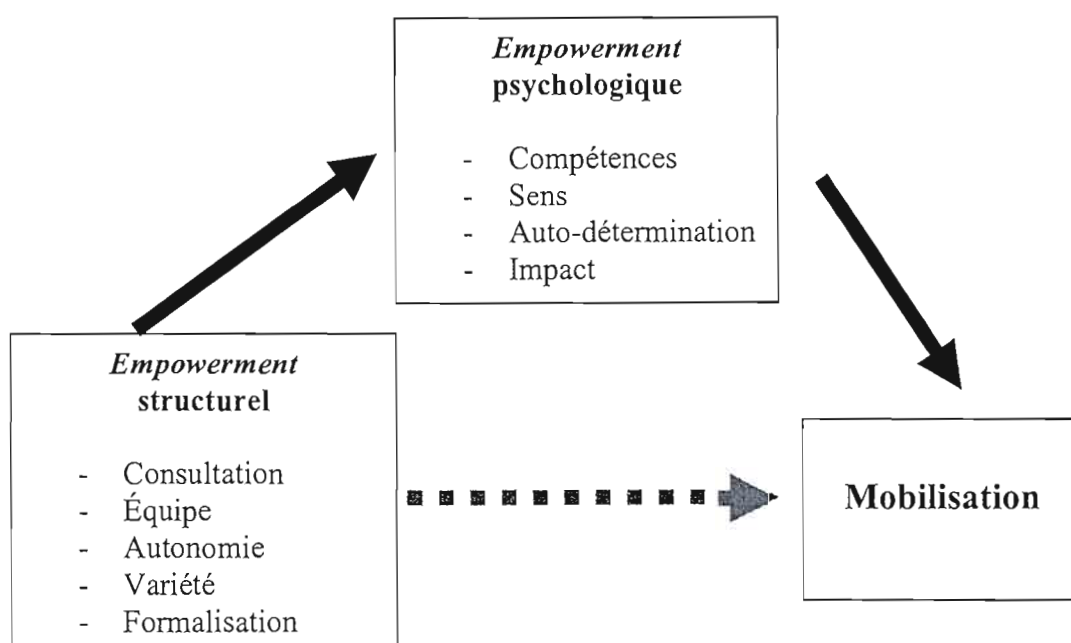 Empowerment
psychologique
- Compétences
- Sens
- Auto-détermination
- Impact
Empowerment
structurel
- Consultation
- Équipe
- Autonomie
- Variété
- Formalisation
Mobilisation